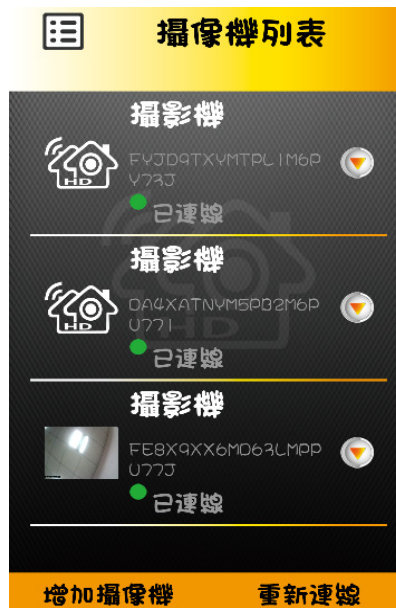 攝像機列表
攝影機
HD
FYJD9TXYMTPL1M6P
Y73J
已連線
攝影機
HD
DA4XATNYM5PB2M6P
U771
已連線
攝影機
FE8X9XX6MD63LMPP
U77J
已連線
增加攝像機 重新連線